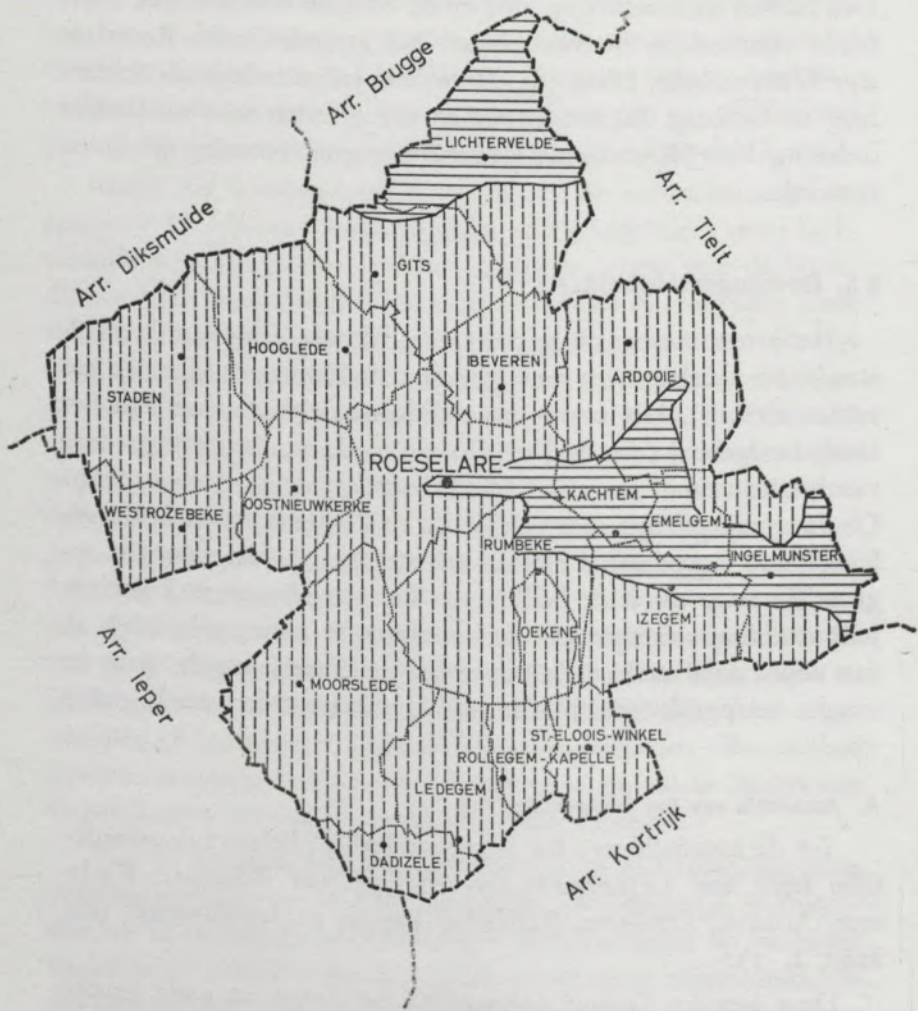 Arr. Brugge
LICHTERVELDE
Arr. Tielt
Arr. Diksmuide
GITS
HOOGLEDE
BEVEREN
ARDOOIE
STADEN
ROESELARE
KACHTEM
WESTROZEBEKE
OOSTNIEUWKERKE
EMELGEM
RUMBEKE
INGELMUNSTER
IZEGEM
OEKENE
Arr. Ieper
MOORSLEDE
ST-ELOOIS-WINKEL
ROLLEGEM-KAPELLE
LEDEGEM
DADIZELE
Arr. Kortrijk